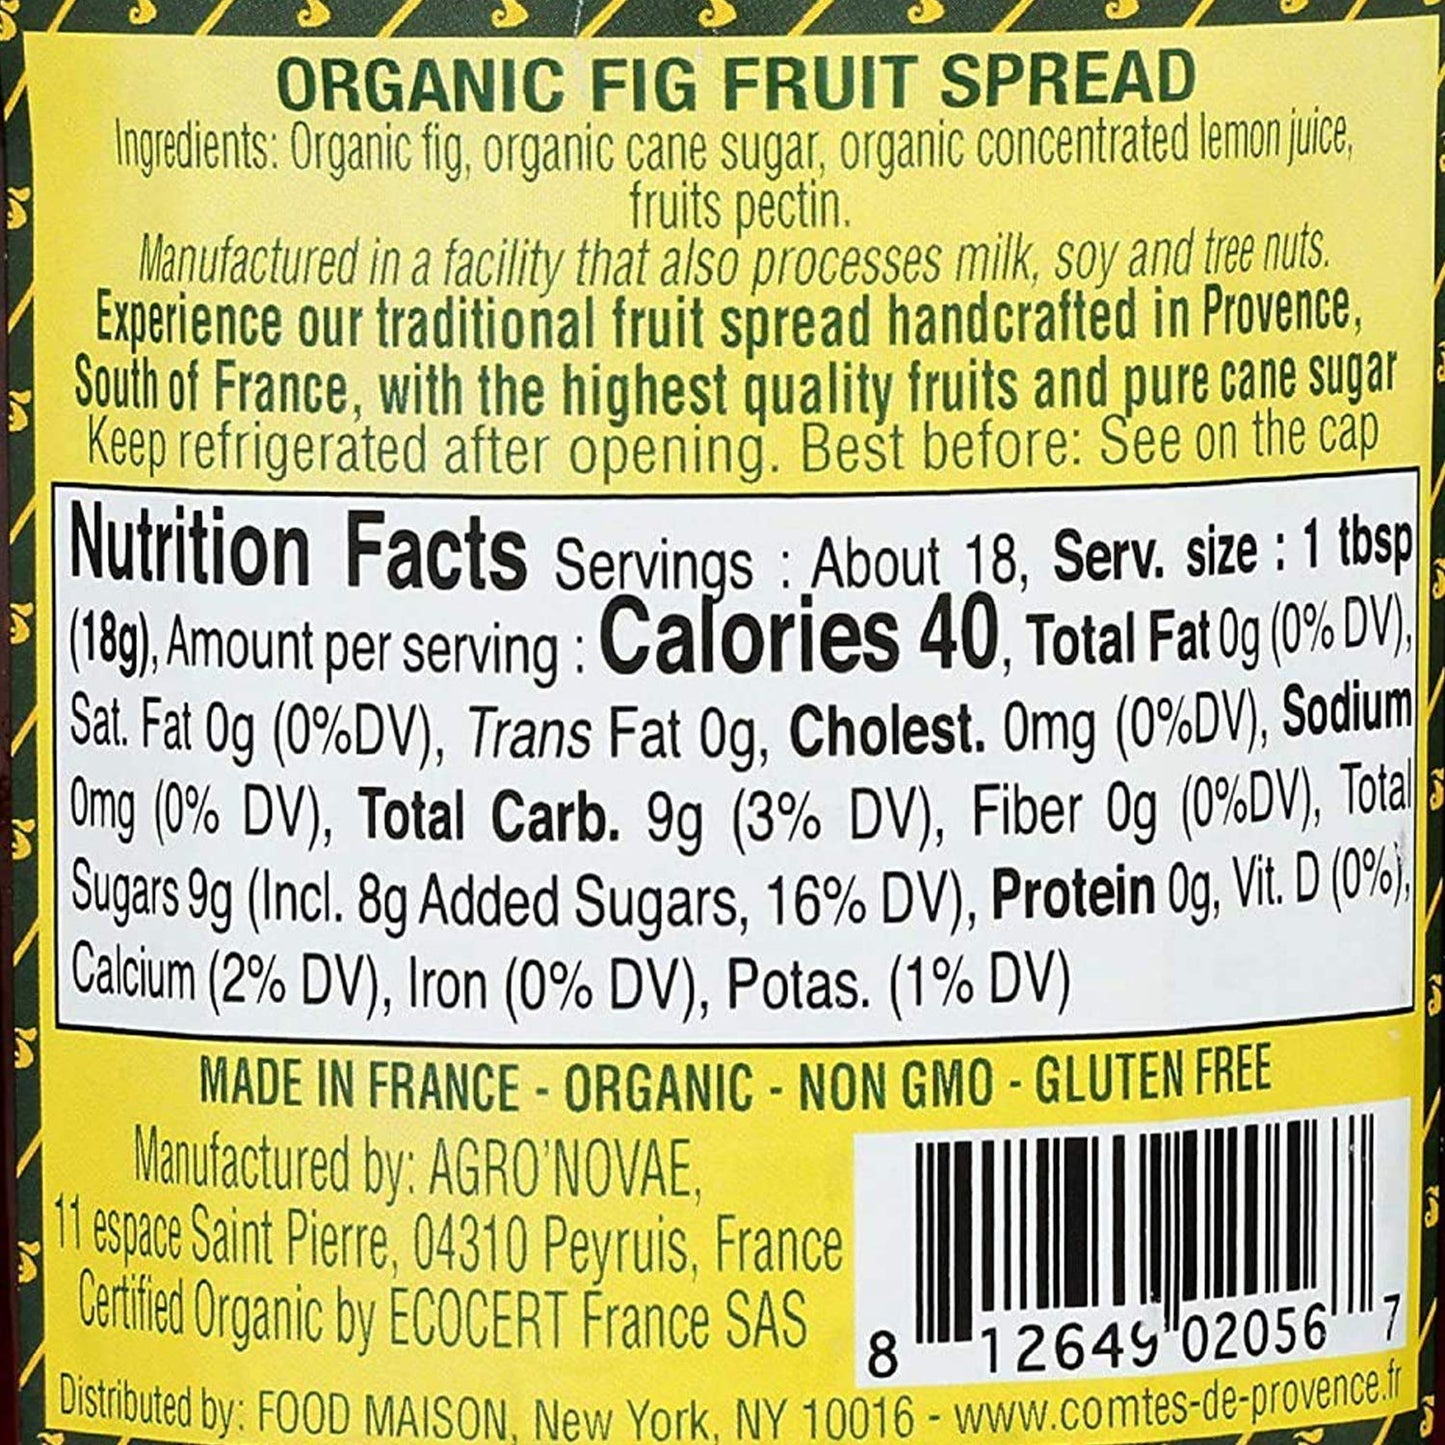 ORGANIC FIG FRUIT SPREAD
Ingredients: Organic fig, organic cane sugar, organic concentrated lemon juice,
fruits pectin.
Manufactured in a facility that also processes milk, soy and tree nuts.
Experience our traditional fruit spread handcrafted in Provence,
South of France, with the highest quality fruits and pure cane sugar
Keep refrigerated after opening. Best before: See on the cap
Nutrition Facts Servings : About 18, Serv. size : 1 tbsp
(18g), Amount per serving : Calories 40, Total Fat 0g (0% DV),
Sat. Fat 0g (0%DV), Trans Fat 0g, Cholest. 0mg (0%DV), Sodium
0mg (0% DV), Total Carb. 9g (3% DV), Fiber 0g (0%DV), Total
Sugars 9g (Incl. 8g Added Sugars, 16% DV), Protein 0g, Vit. D (0%),
Calcium (2% DV), Iron (0% DV), Potas. (1% DV)
MADE IN FRANCE - ORGANIC - NON GMO - GLUTEN FREE
Manufactured by: AGRO'NOVAE,
11 espace Saint Pierre, 04310 Peyruis, France
Certified Organic by ECOCERT France SAS
8 12649 02056 7
Distributed by: FOOD MAISON, New York, NY 10016 - www.comtes-de-provence.fr